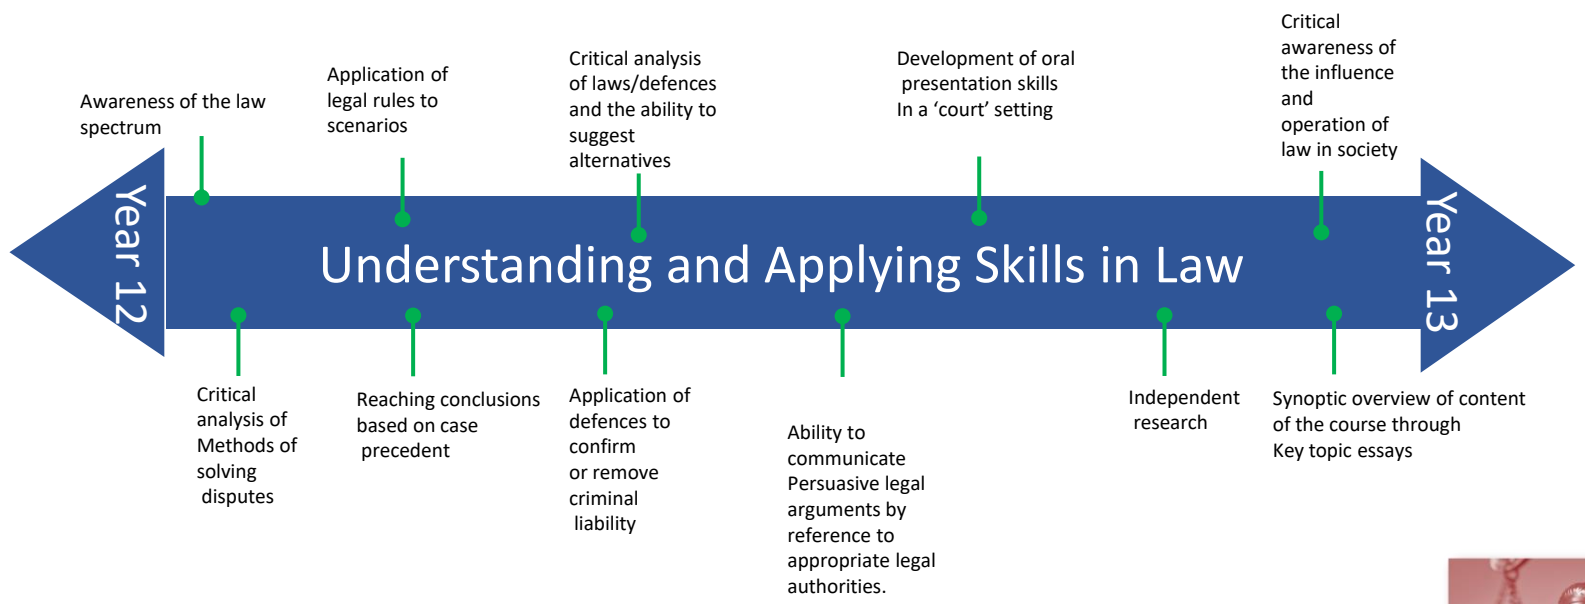 Awareness of the law
spectrum
Application of
legal rules to
scenarios
Critical analysis
of laws/defences
and the ability to
suggest
alternatives
Development of oral
presentation skills
In a ‘court’ setting
Critical
awareness of
the influence
and
operation of
law in society
Year 12
Understanding and Applying Skills in Law
Year 13
Critical
analysis of
Methods of
solving
disputes
Reaching conclusions
based on case
precedent
Application of
defences to
confirm
or remove
criminal
liability
Ability to
communicate
Persuasive legal
arguments by
reference to
appropriate legal
authorities.
Independent
research
Synoptic overview of content
of the course through
Key topic essays